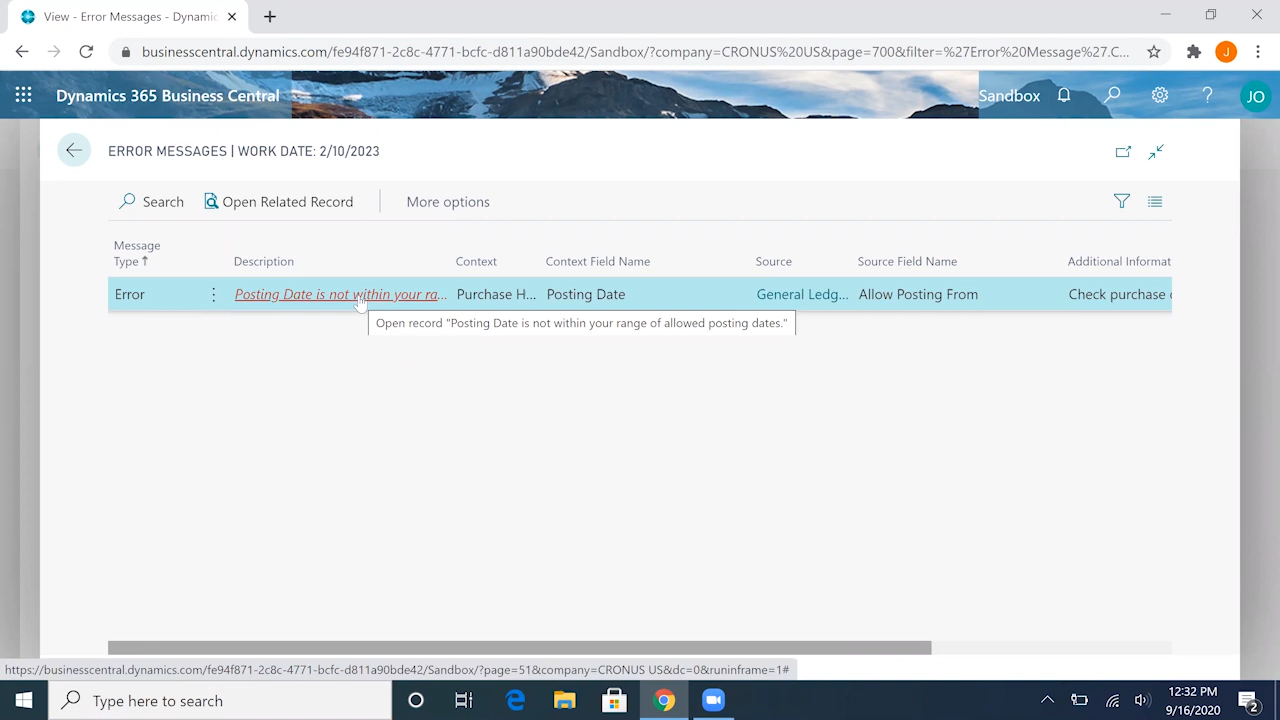 View - Error Messages - Dynamic
businesscentral.dynamics.com/fe94f871-2c8c-4771-bcfc-d811a90bde42/Sandbox/?company=CRONUS%20US&page=700&filter=%27Error%20Message%27.C...
J
Dynamics 365 Business Central
Sandbox
?
JO
ERROR MESSAGES | WORK DATE: 2/10/2023
Search
Open Related Record
More options
Message
Type ↑
Description
Context
Context Field Name
Source
Source Field Name
Additional Informat
Error
Posting Date is not within your ra...
Purchase H...
Posting Date
General Ledg...
Allow Posting From
Check purchase
Open record "Posting Date is not within your range of allowed posting dates."
https://businesscentral.dynamics.com/fe94f871-2c8c-4771-bcfc-d811a90bde42/Sandbox/?page=51&company=CRONUS US&dc=0&runinframe=1#
Type here to search
12:32 PM
9/16/2020
2